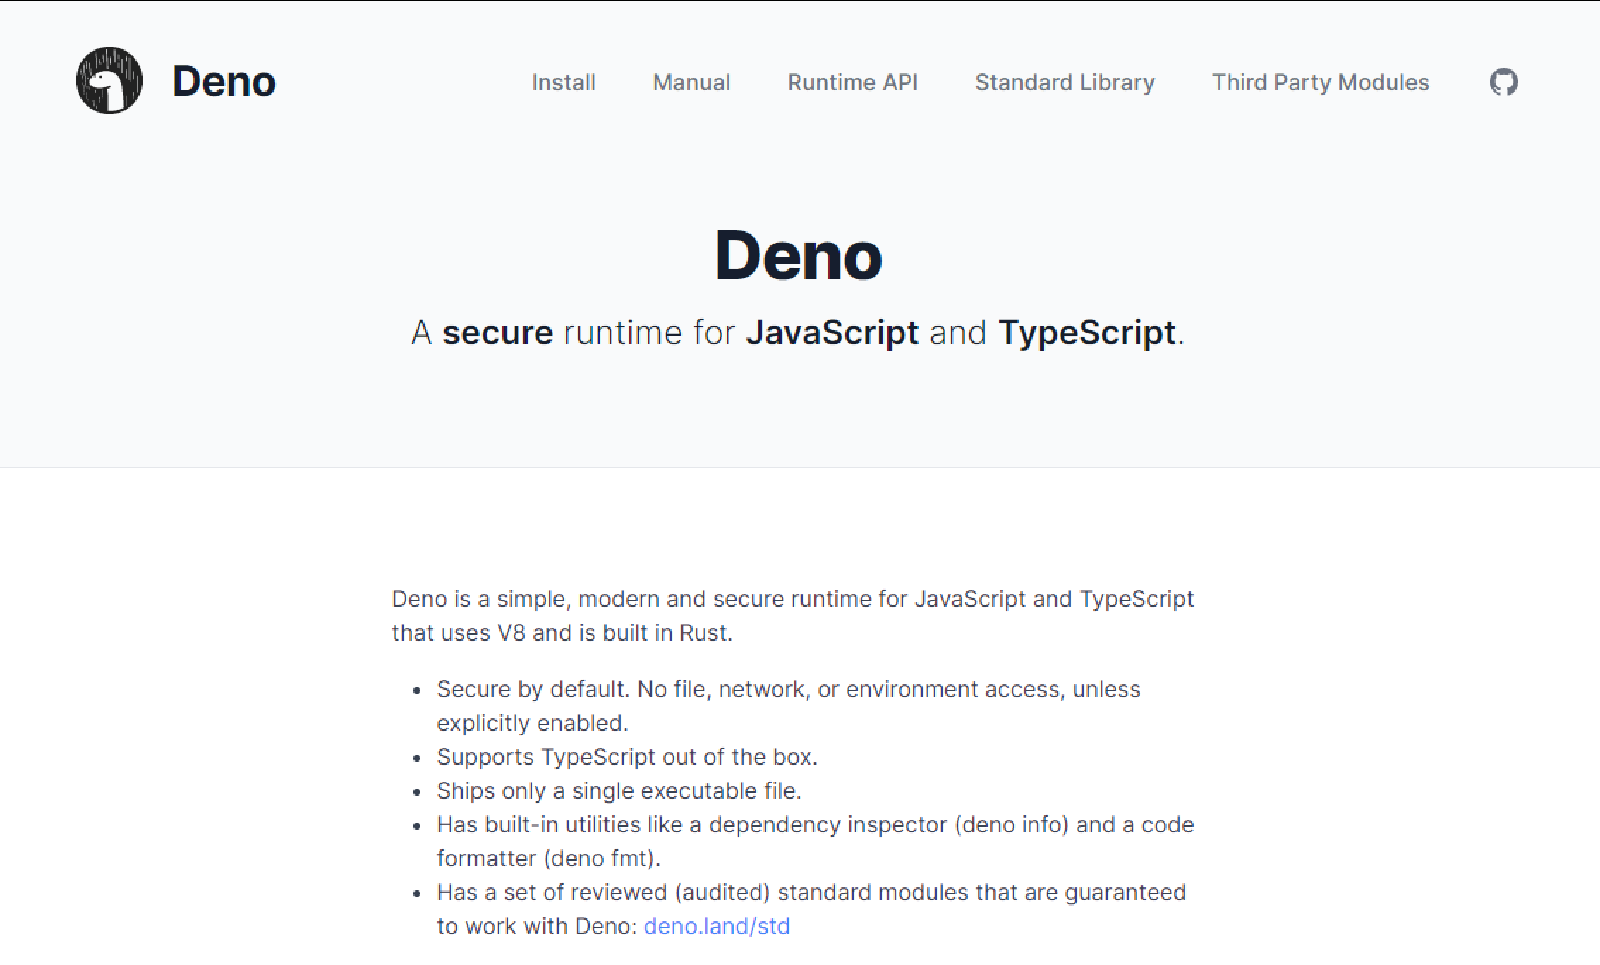 Deno
Install
Manual
Runtime API
Standard Library
Third Party Modules
Deno
A secure runtime for JavaScript and TypeScript.
Deno is a simple, modern and secure runtime for JavaScript and TypeScript
that uses V8 and is built in Rust.
• Secure by default. No file, network, or environment access, unless
explicitly enabled.
• Supports TypeScript out of the box.
• Ships only a single executable file.
• Has built-in utilities like a dependency inspector (deno info) and a code
formatter (deno fmt).
• Has a set of reviewed (audited) standard modules that are guaranteed
to work with Deno: deno.land/std